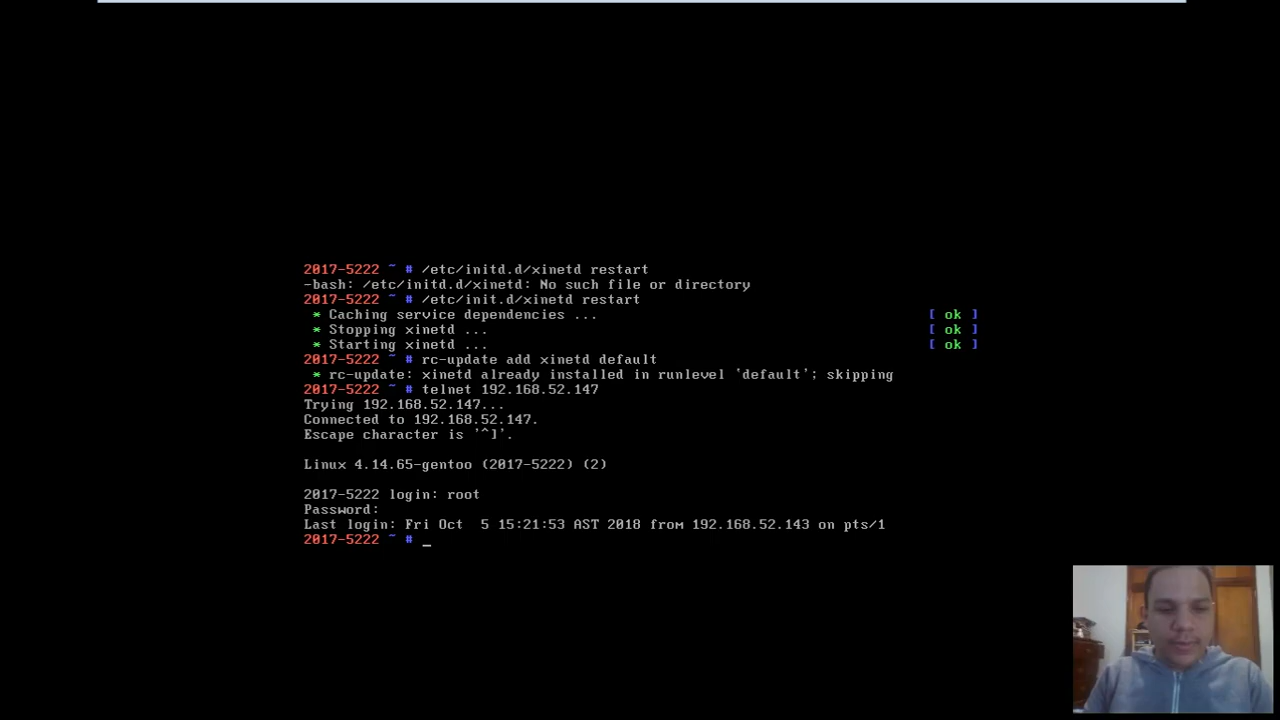 2017-5222 ~ # /etc/initd.d/xinetd restart
-bash: /etc/initd.d/xinetd: No such file or directory
2017-5222 ~ # /etc/init.d/xinetd restart
* Caching service dependencies ... [ ok ]
* Stopping xinetd ... [ ok ]
* Starting xinetd ... [ ok ]
2017-5222 ~ # rc-update add xinetd default
* rc-update: xinetd already installed in runlevel `default'; skipping
2017-5222 ~ # telnet 192.168.52.147
Trying 192.168.52.147...
Connected to 192.168.52.147.
Escape character is '^]'.
Linux 4.14.65-gentoo (2017-5222) (2)
2017-5222 login: root
Password:
Last login: Fri Oct  5 15:21:53 AST 2018 from 192.168.52.143 on pts/1
2017-5222 ~ # _